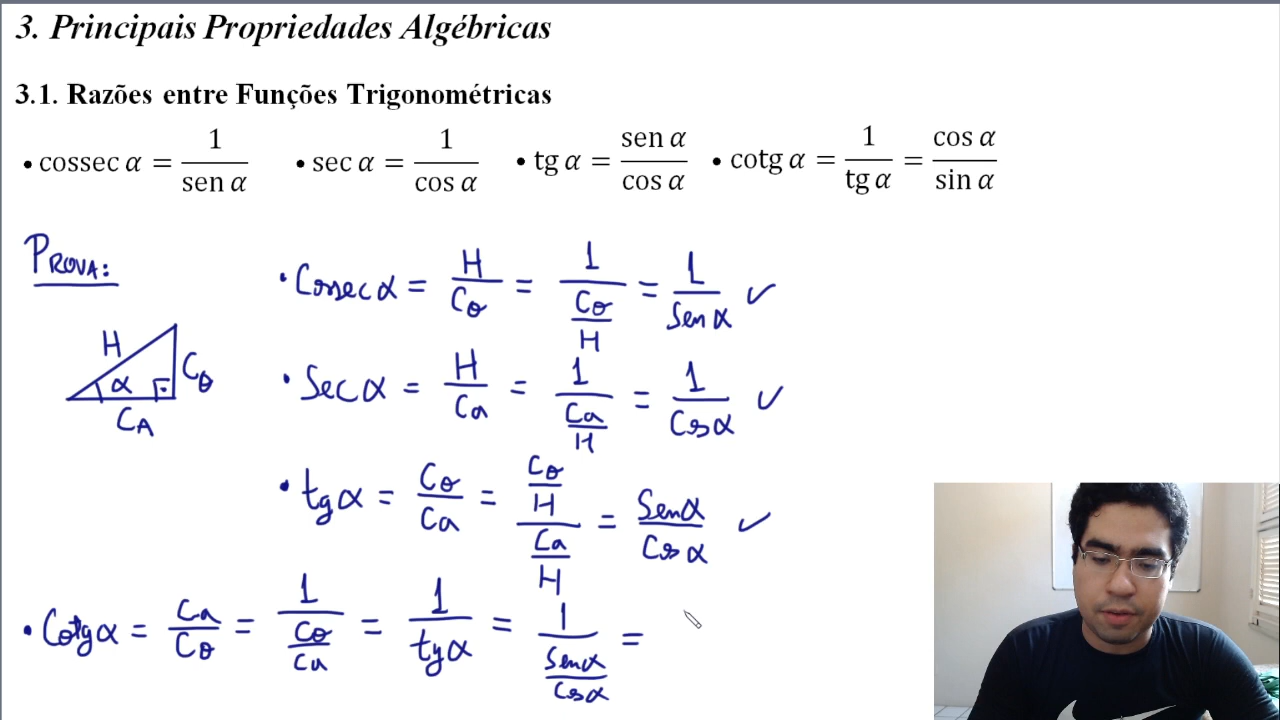 3. Principais Propriedades Algébricas
3.1. Razões entre Funções Trigonométricas
• cossec α = 1/sen α • sec α = 1/cos α • tg α = sen α/cos α • cotg α = 1/tg α = cos α/sin α
PROVA:
• Cossec α = H/Co = 1/(Co/H) = 1/Sen α ✓
H α Co CA
• Sec α = H/Ca = 1/(Ca/H) = 1/Cos α ✓
• tg α = Co/Ca = (Co/H)/(Ca/H) = Sen α/Cos α ✓
• Cotg α = Ca/Co = 1/(Co/Ca) = 1/tg α = 1/(Sen α/Cos α) =